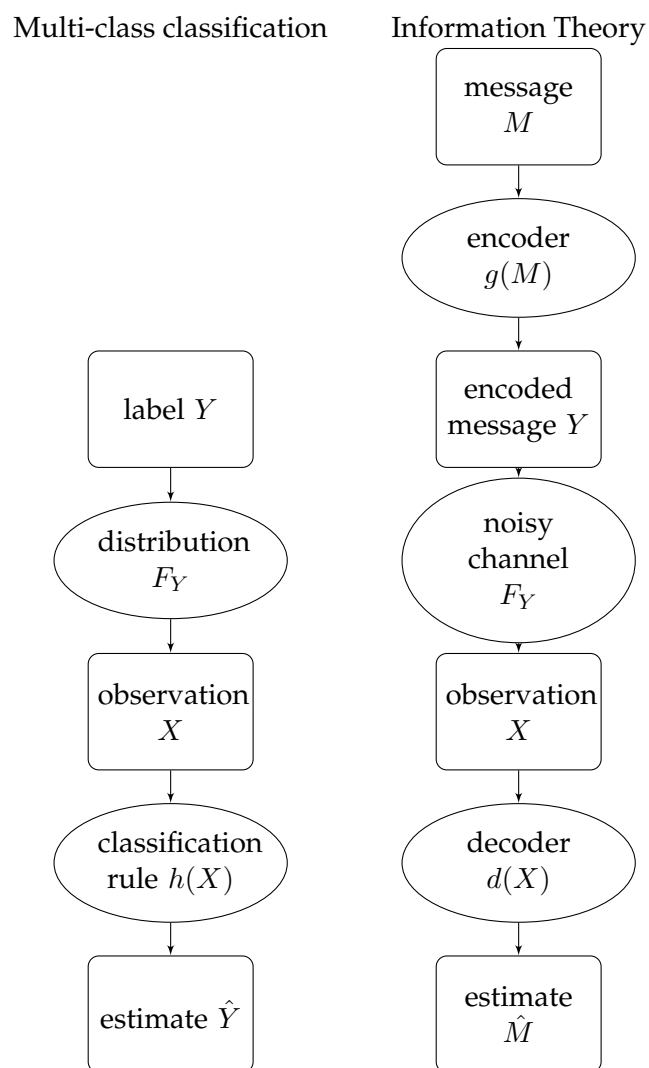 Multi-class classification
label Y
distribution
F_Y
observation
X
classification
rule h(X)
estimate Ŷ
Information Theory
message
M
encoder
g(M)
encoded
message Y
noisy
channel
F_Y
observation
X
decoder
d(X)
estimate
M̂